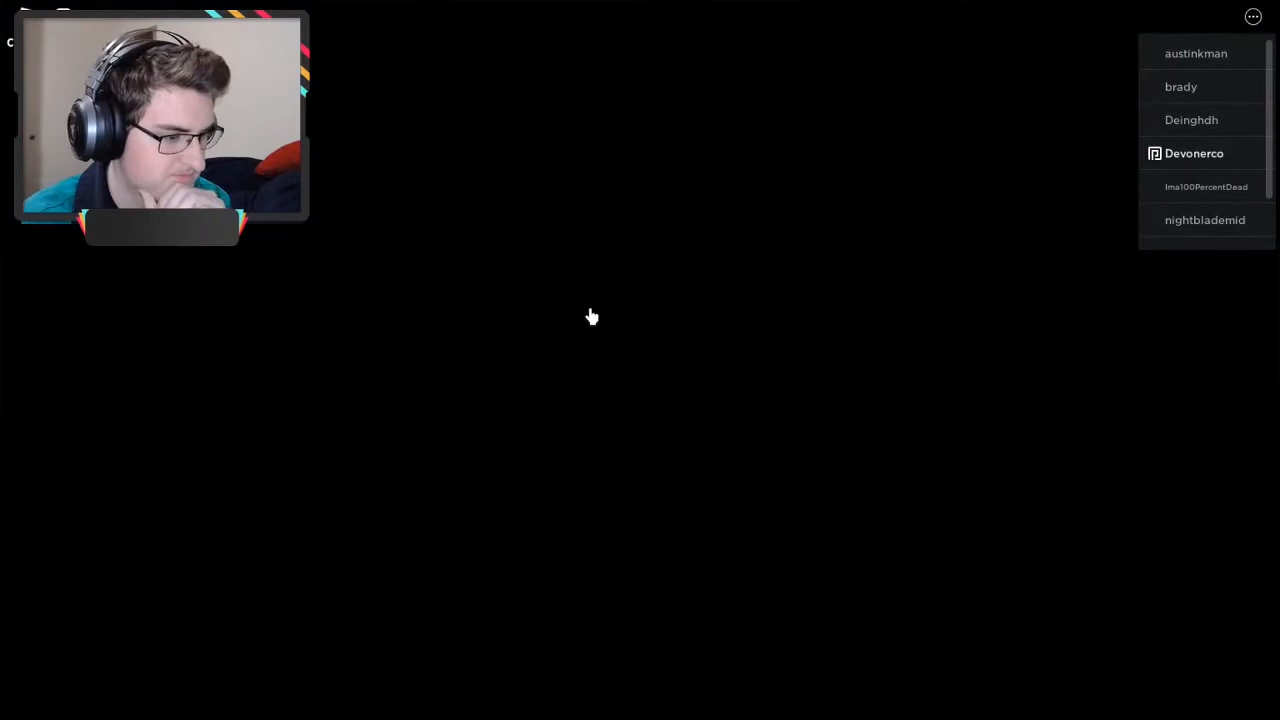 austinkman
brady
Deinghdh
Devonerco
Ima100PercentDead
nightblademid